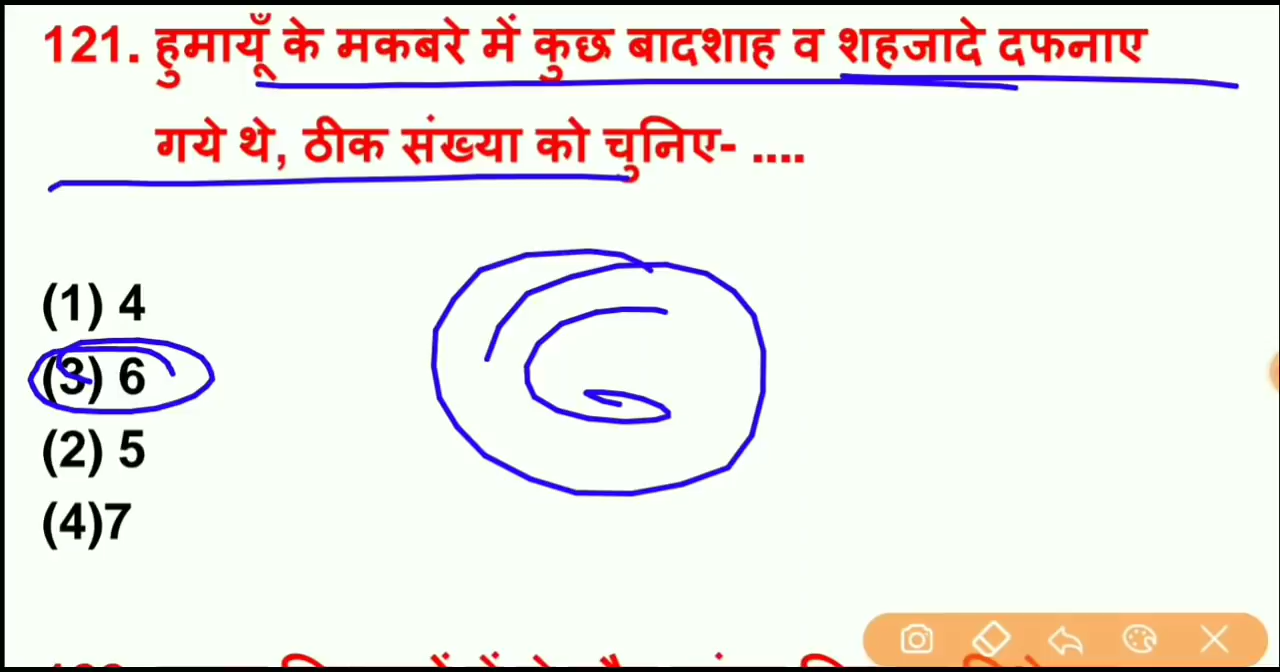 121. हुमायूँ के मकबरे में कुछ बादशाह व शहजादे दफनाए
गये थे, ठीक संख्या को चुनिए- ....
(1) 4
(3) 6
(2) 5
(4)7